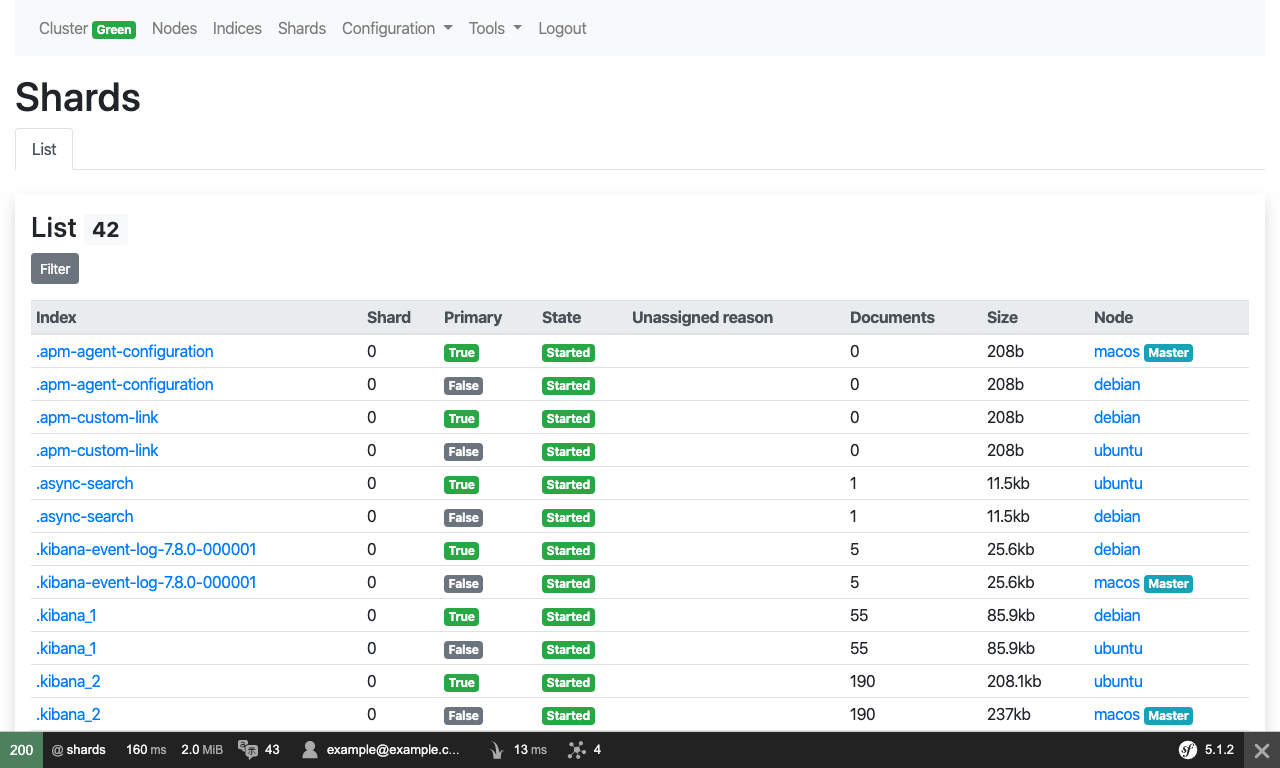 Cluster Green Nodes Indices Shards Configuration Tools Logout
Shards
List
List 42
Filter
Index Shard Primary State Unassigned reason Documents Size Node
.apm-agent-configuration 0 True Started 0 208b macos Master
.apm-agent-configuration 0 False Started 0 208b debian
.apm-custom-link 0 True Started 0 208b debian
.apm-custom-link 0 False Started 0 208b ubuntu
.async-search 0 True Started 1 11.5kb ubuntu
.async-search 0 False Started 1 11.5kb debian
.kibana-event-log-7.8.0-000001 0 True Started 5 25.6kb debian
.kibana-event-log-7.8.0-000001 0 False Started 5 25.6kb macos Master
.kibana_1 0 True Started 55 85.9kb debian
.kibana_1 0 False Started 55 85.9kb ubuntu
.kibana_2 0 True Started 190 208.1kb ubuntu
.kibana_2 0 False Started 190 237kb macos Master
200 @ shards 160 ms 2.0 MiB 43 example@example.c... 13 ms 4 5.1.2